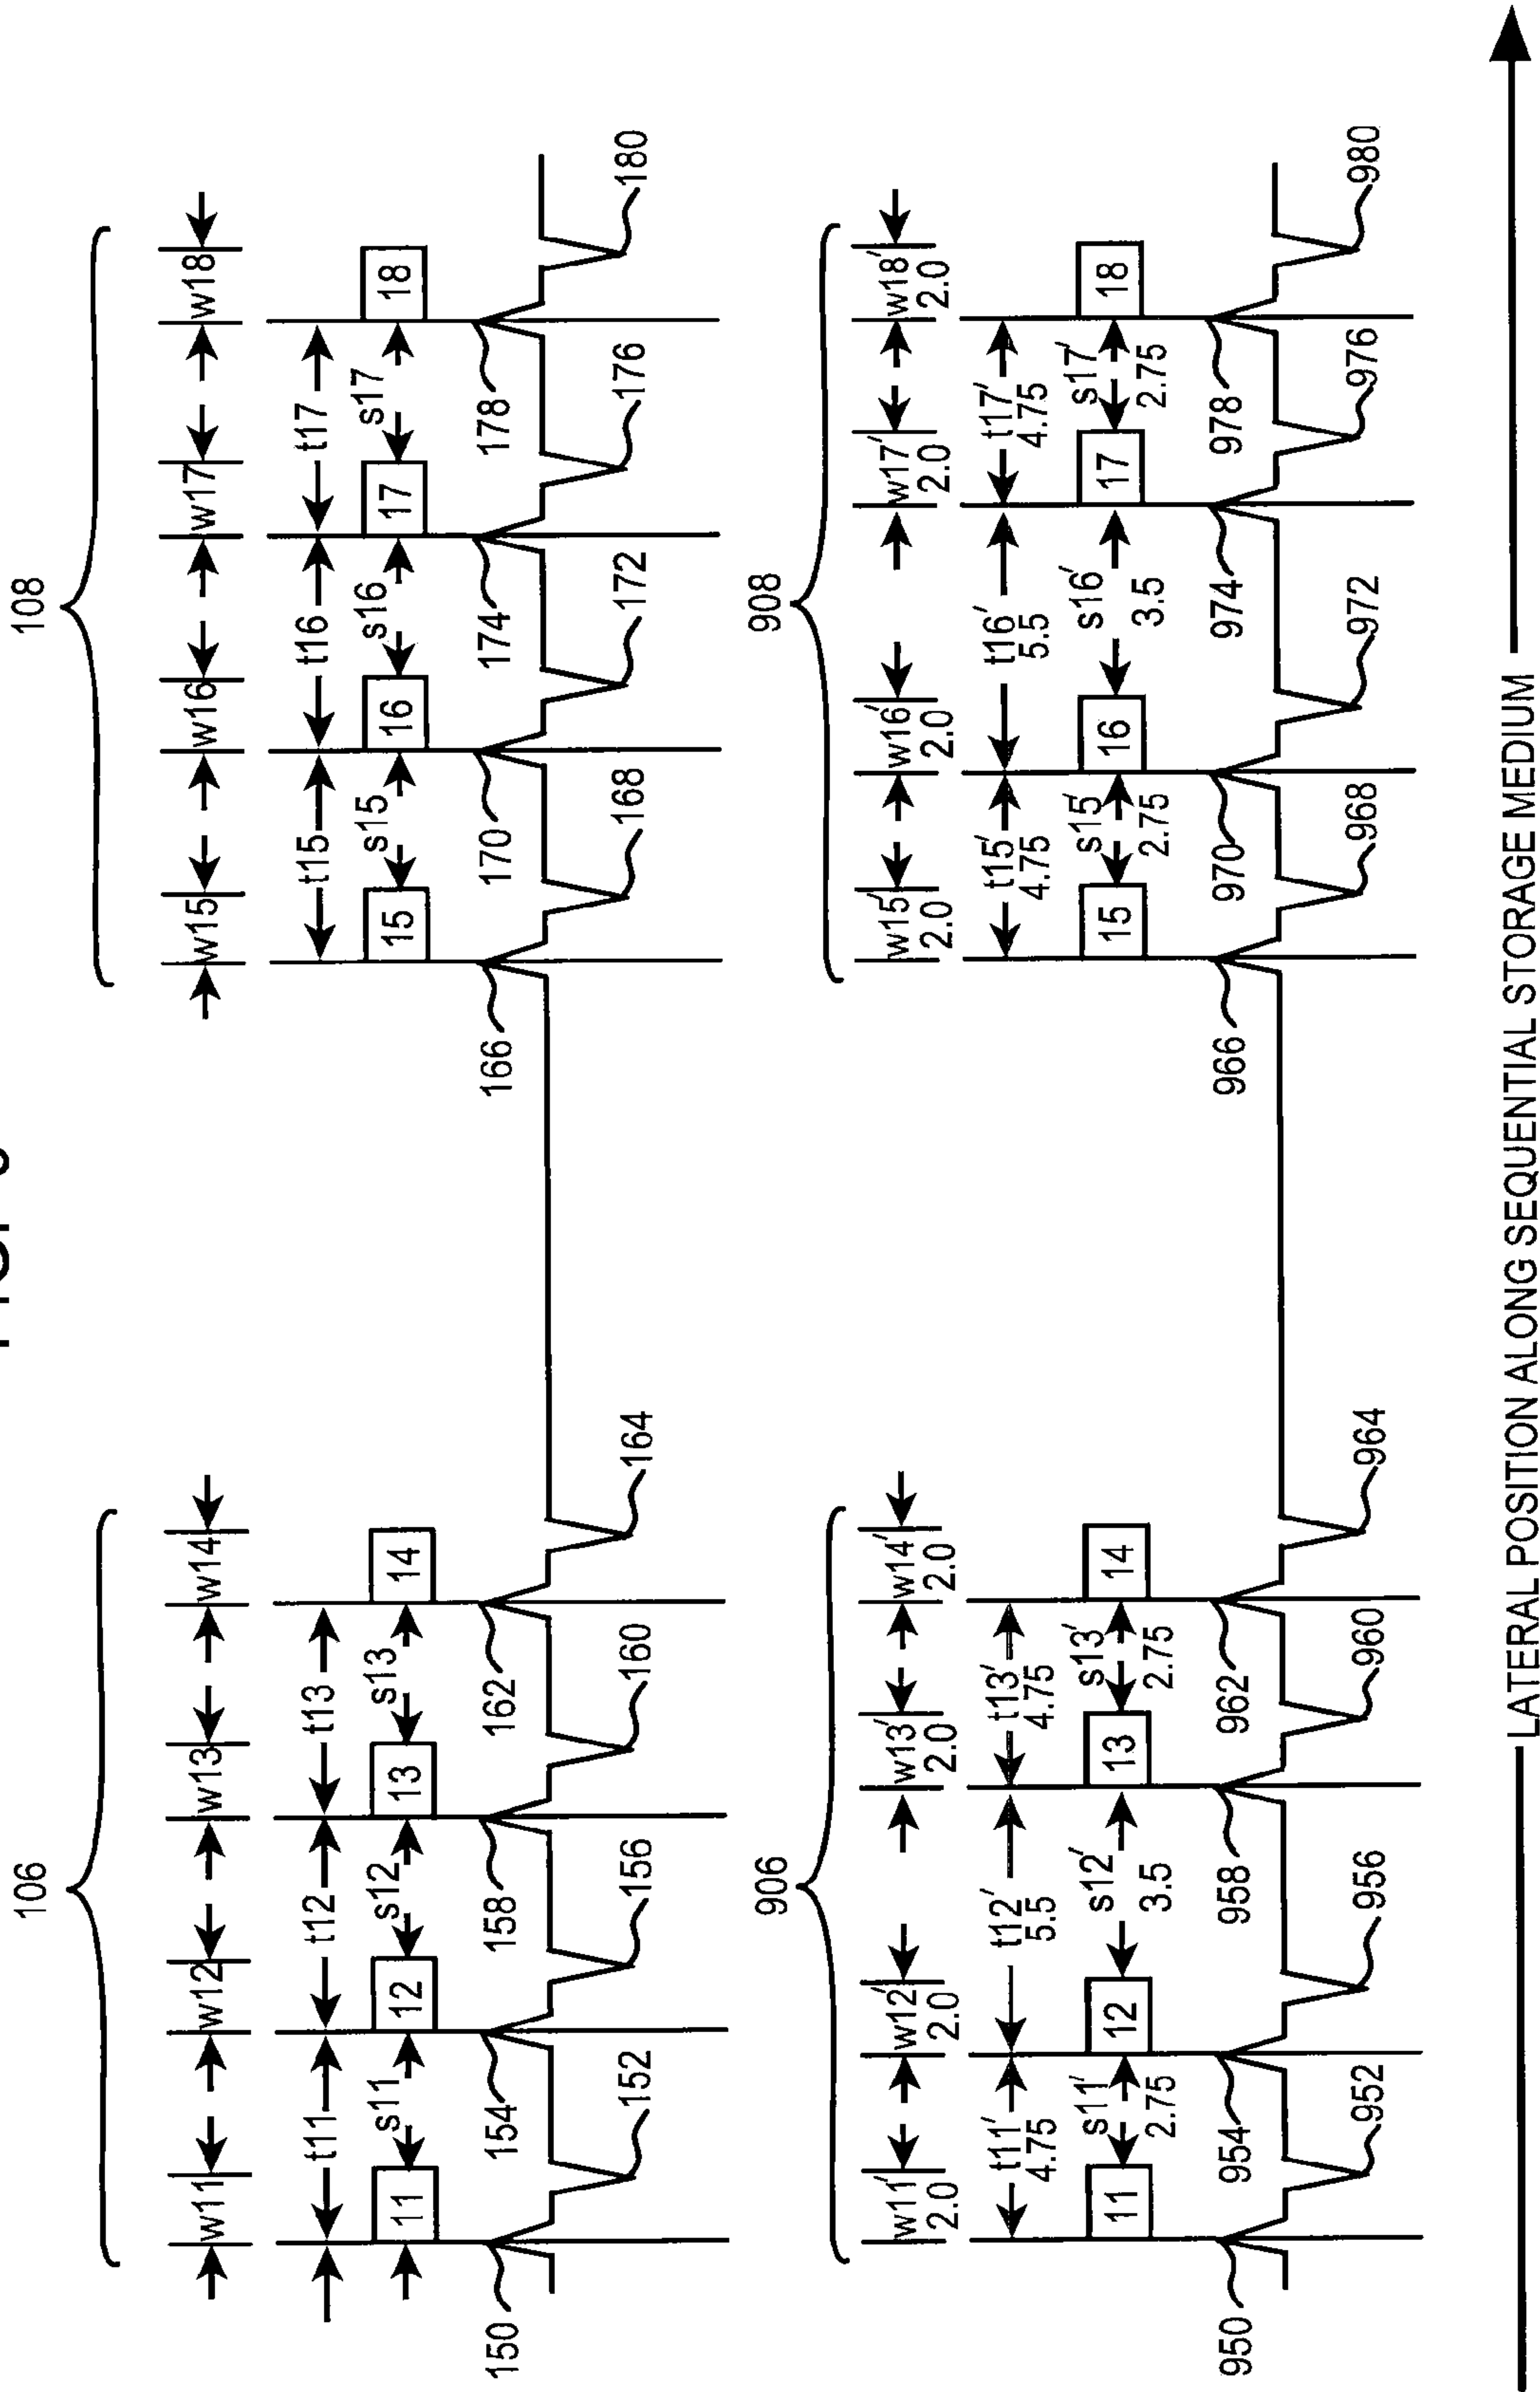 106
108
w11
w12
w13
w14
w15
w16
w17
w18
t11
t12
t13
t15
t16
t17
s11
s12
s13
s15
s16
s17
11
12
13
14
15
16
17
18
150
154
158
162
166
170
174
178
152
156
160
164
168
172
176
180
906
908
w11′
w12′
w13′
w14′
w15′
w16′
w17′
w18′
2.0
2.0
2.0
2.0
2.0
2.0
2.0
2.0
t11′
t12′
t13′
t15′
t16′
t17′
4.75
5.5
4.75
4.75
5.5
4.75
s11′
s12′
s13′
s15′
s16′
s17′
11
12
13
14
15
16
17
18
2.75
3.5
2.75
2.75
3.5
2.75
950
954
958
962
966
970
974
978
952
956
960
964
968
972
976
980
LATERAL POSITION ALONG SEQUENTIAL STORAGE MEDIUM